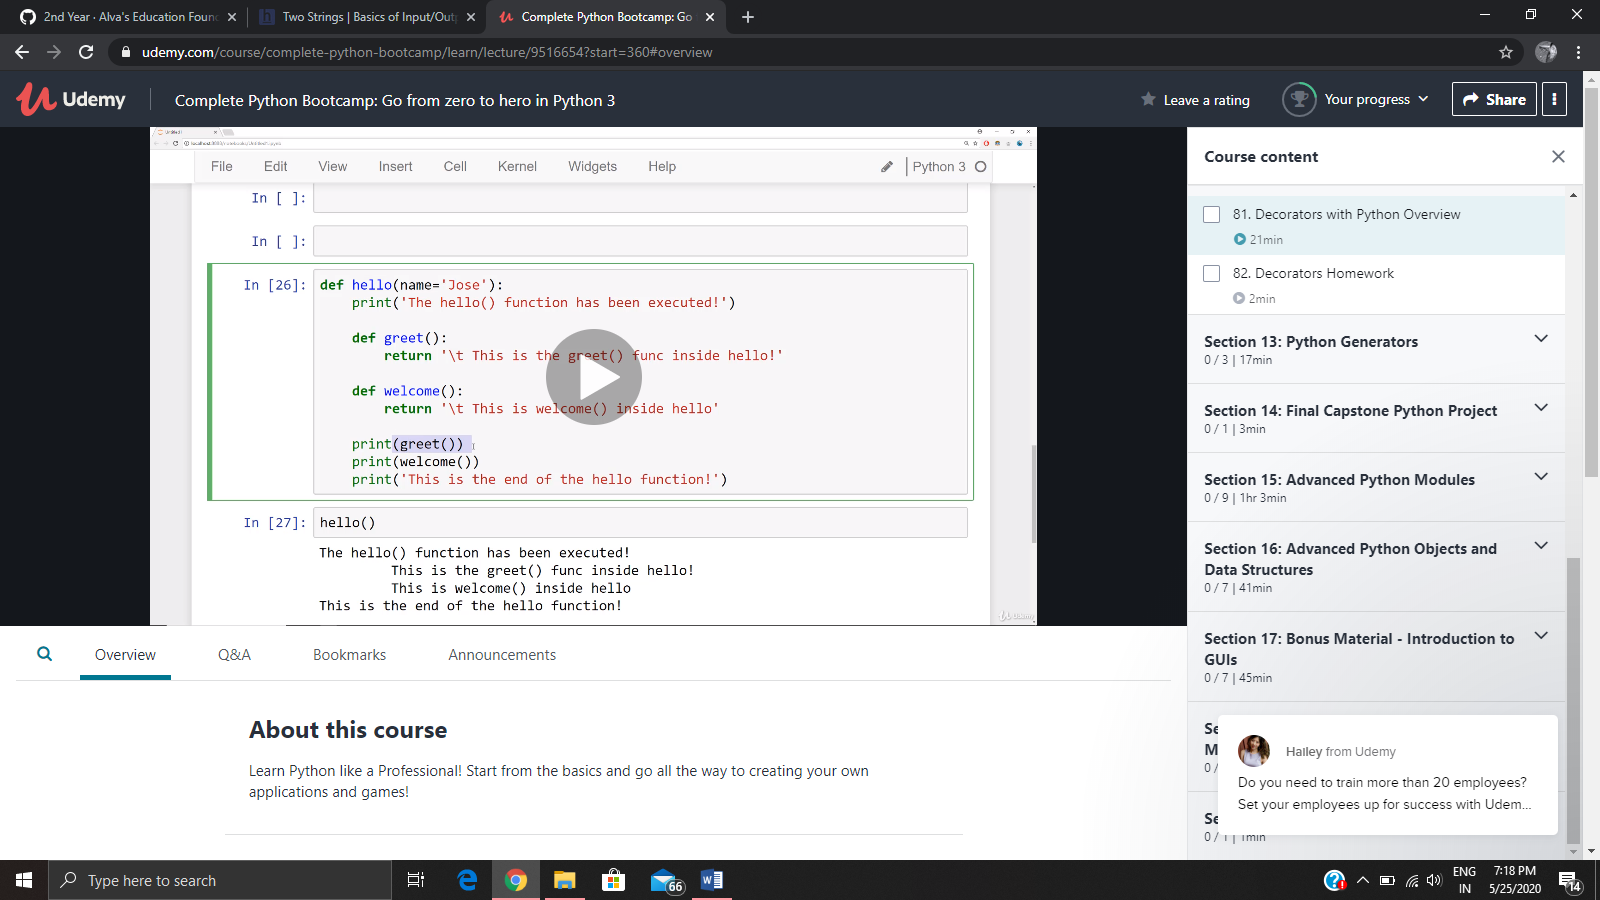 2nd Year · Alva's Education Foun
Two Strings | Basics of Input/Outp
Complete Python Bootcamp: Go
udemy.com/course/complete-python-bootcamp/learn/lecture/9516654?start=360#overview
Udemy
Complete Python Bootcamp: Go from zero to hero in Python 3
Leave a rating
Your progress
Share
File Edit View Insert Cell Kernel Widgets Help
Python 3
In [ ]:
In [ ]:
In [26]:
def hello(name='Jose'):
    print('The hello() function has been executed!')
    def greet():
        return '\t This is the greet() func inside hello!'
    def welcome():
        return '\t This is welcome() inside hello'
    print(greet())
    print(welcome())
    print('This is the end of the hello function!')
In [27]: hello()
The hello() function has been executed!
This is the greet() func inside hello!
This is welcome() inside hello
This is the end of the hello function!
Udemy
Course content
81. Decorators with Python Overview
21min
82. Decorators Homework
2min
Section 13: Python Generators
0 / 3 | 17min
Section 14: Final Capstone Python Project
0 / 1 | 3min
Section 15: Advanced Python Modules
0 / 9 | 1hr 3min
Section 16: Advanced Python Objects and
Data Structures
0 / 7 | 41min
Section 17: Bonus Material - Introduction to
GUIs
0 / 7 | 45min
Se
M
0 /
Hailey from Udemy
Do you need to train more than 20 employees?
Set your employees up for success with Udem...
Se
0 / 1 | 1min
Overview Q&A Bookmarks Announcements
About this course
Learn Python like a Professional! Start from the basics and go all the way to creating your own
applications and games!
Type here to search
66
ENG
IN
7:18 PM
5/25/2020
14